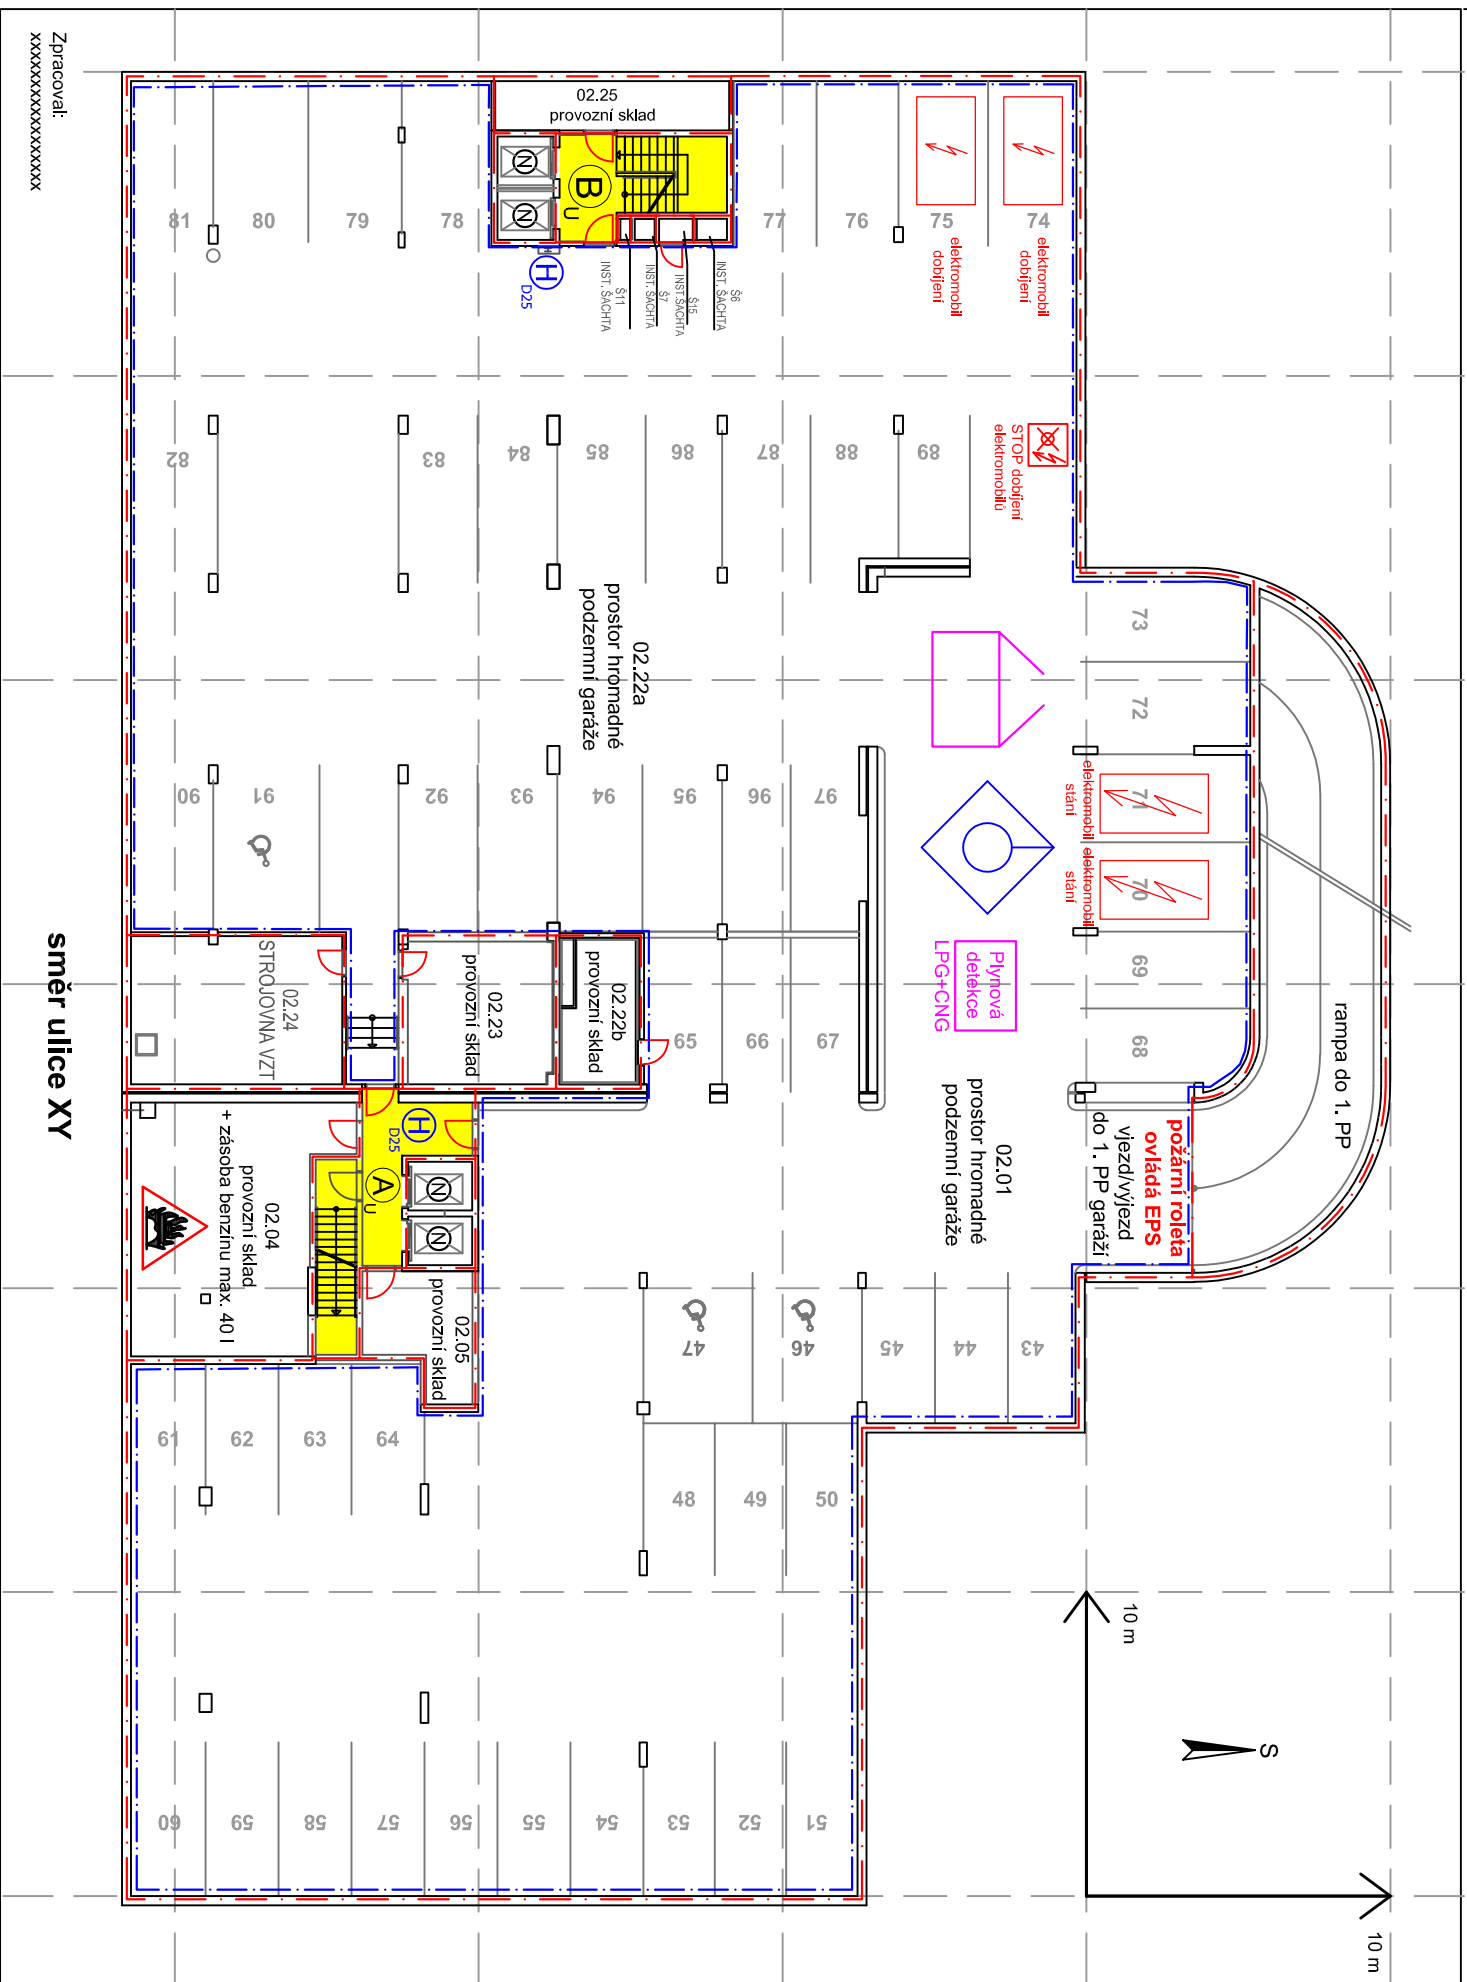 Zpracoval:
xxxxxxxxxxxxxxxx
02.25
provozní sklad
N
N
B
U
H
D25
Š11
INST. ŠACHTA
Š7
INST. ŠACHTA
Š15
INST.ŠACHTA
Š6
INST. ŠACHTA
81
80
79
78
77
76
75
74
elektromobil
dobíjení
elektromobil
dobíjení
STOP dobíjení
elektromobilů
82
83
84
85
86
87
88
89
02.22a
prostor hromadné
podzemní garáže
73
72
71
70
69
68
elektromobil
stání
elektromobil
stání
90
91
92
93
94
95
96
97
Plynová
detekce
LPG+CNG
rampa do 1. PP
02.24
STROJOVNA VZT
02.23
provozní sklad
02.22b
provozní sklad
65
66
67
02.01
prostor hromadné
podzemní garáže
požární roleta
ovládá EPS
vjezd/výjezd
do 1. PP garáží
H
D25
A
U
N
N
02.04
provozní sklad
+ zásoba benzínu max. 40 l
02.05
provozní sklad
47
46
45
44
43
61
62
63
64
48
49
50
60
59
58
57
56
55
54
53
52
51
10 m
10 m
S
směr ulice XY